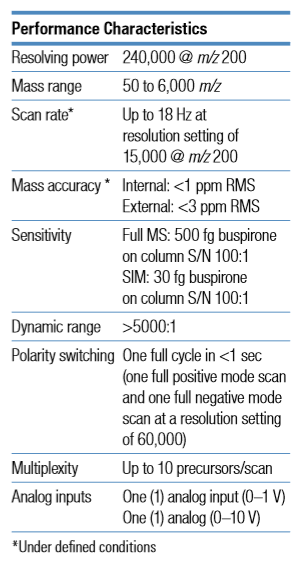 Performance Characteristics
Resolving power 240,000 @ m/z 200
Mass range 50 to 6,000 m/z
Scan rate* Up to 18 Hz at
resolution setting of
15,000 @ m/z 200
Mass accuracy * Internal: <1 ppm RMS
External: <3 ppm RMS
Sensitivity Full MS: 500 fg buspirone
on column S/N 100:1
SIM: 30 fg buspirone
on column S/N 100:1
Dynamic range >5000:1
Polarity switching One full cycle in <1 sec
(one full positive mode scan
and one full negative mode
scan at a resolution setting
of 60,000)
Multiplexity Up to 10 precursors/scan
Analog inputs One (1) analog input (0–1 V)
One (1) analog (0–10 V)
*Under defined conditions